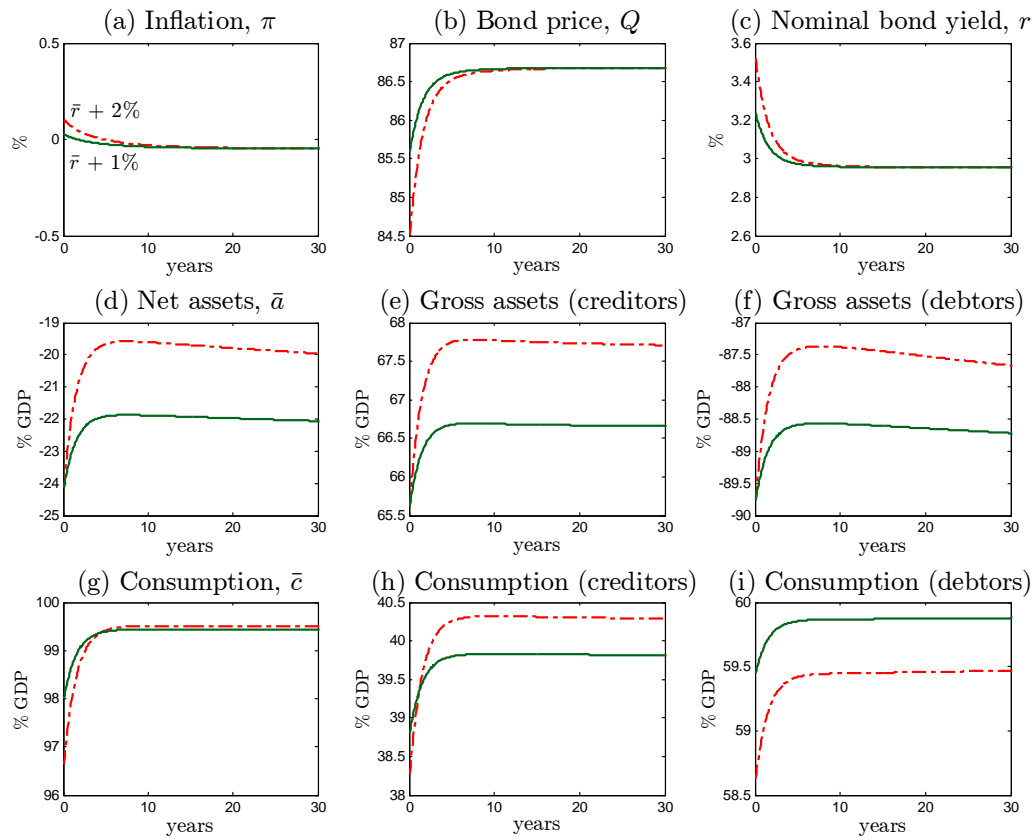 (a) Inflation, π
0.5
0
-0.5
%
r̄ + 2%
r̄ + 1%
0 10 20 30
years
(b) Bond price, Q
87
86.5
86
85.5
85
84.5
0 10 20 30
years
(c) Nominal bond yield, r
3.6
3.4
3.2
3
2.8
2.6
%
0 10 20 30
years
(d) Net assets, ā
-19
-20
-21
-22
-23
-24
-25
% GDP
0 10 20 30
years
(e) Gross assets (creditors)
68
67.5
67
66.5
66
65.5
% GDP
0 10 20 30
years
(f) Gross assets (debtors)
-87
-87.5
-88
-88.5
-89
-89.5
-90
% GDP
0 10 20 30
years
(g) Consumption, c̄
100
99
98
97
96
% GDP
0 10 20 30
years
(h) Consumption (creditors)
40.5
40
39.5
39
38.5
38
% GDP
0 10 20 30
years
(i) Consumption (debtors)
60
59.5
59
58.5
% GDP
0 10 20 30
years